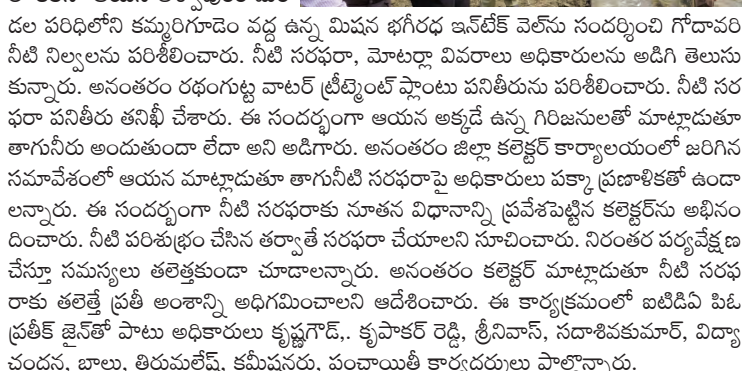 డల పరిధిలోని కమ్మరిగూడెం వద్ద ఉన్న మిషన భగీరధ ఇన్‌టేక్ వెల్‌ను సందర్శించి గోదావరి
నీటి నిల్వలను పరిశీలించారు. నీటి సరఫరా, మోటర్లా వివరాలు అధికారులను అడిగి తెలుసు
కున్నారు. అనంతరం రథంగుట్ట వాటర్ ట్రీట్మెంట్ ప్లాంటు పనితీరును పరిశీలించారు. నీటి సర
ఫరా పనితీరు తనిఖీ చేశారు. ఈ సందర్భంగా ఆయన అక్కడే ఉన్న గిరిజనులతో మాట్లాడుతూ
తాగునీరు అందుతుందా లేదా అని అడిగారు. అనంతరం జిల్లా కలెక్టర్ కార్యాలయంలో జరిగిన
సమావేశంలో ఆయన మాట్లాడుతూ తాగునీటి సరఫరాపై అధికారులు పక్కా ప్రణాళికతో ఉండా
లన్నారు. ఈ సందర్బంగా నీటి సరఫరాకు నూతన విధానాన్ని ప్రవేశపెట్టిన కలెక్టర్‌ను అభినం
దించారు. నీటి పరిశుభ్రం చేసిన తర్వాతే సరఫరా చేయాలని సూచించారు. నిరంతర పర్యవేక్షణ
చేస్తూ సమస్యలు తలెత్తకుండా చూడాలన్నారు. అనంతరం కలెక్టర్ మాట్లాడుతూ నీటి సరఫ
రాకు తలెత్తే ప్రతీ అంశాన్ని అధిగమించాలని ఆదేశించారు. ఈ కార్యక్రమంలో ఐటిడిఏ పిఓ
ప్రతీక్ జైన్‌తో పాటు అధికారులు కృష్ణగౌడ్,. కృపాకర్ రెడ్డి, శ్రీనివాస్, సదాశివకుమార్, విద్యా
చందన, బాలు, తిరుమలేష్, కమీషనరు, పంచాయితీ కార్యదర్శులు పాల్గొన్నారు.